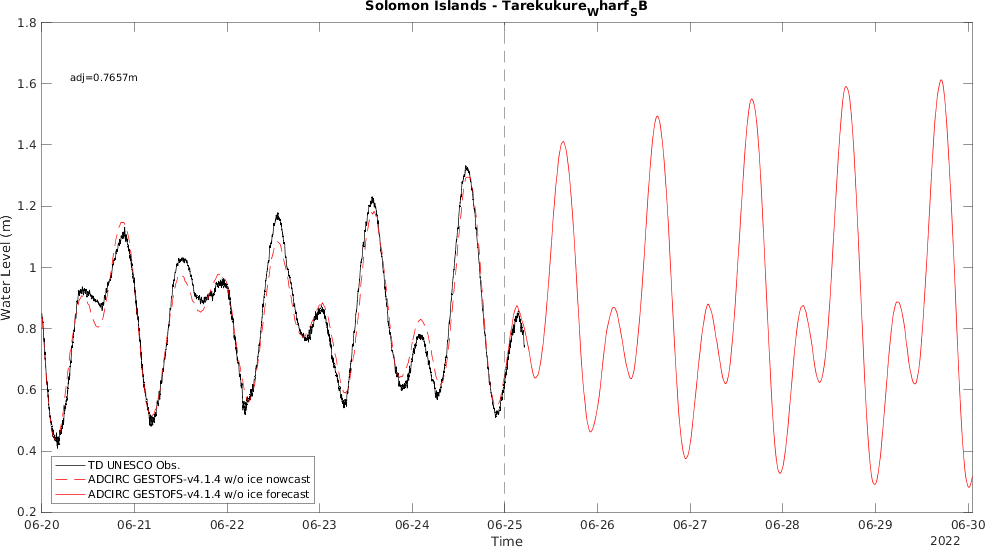 Solomon Islands - TarekukureWharfSB
adj=0.7657m
Water Level (m)
1.8
1.6
1.4
1.2
1
0.8
0.6
0.4
0.2
TD UNESCO Obs.
ADCIRC GESTOFS-v4.1.4 w/o ice nowcast
ADCIRC GESTOFS-v4.1.4 w/o ice forecast
06-20 06-21 06-22 06-23 06-24 06-25 06-26 06-27 06-28 06-29 06-30
Time
2022